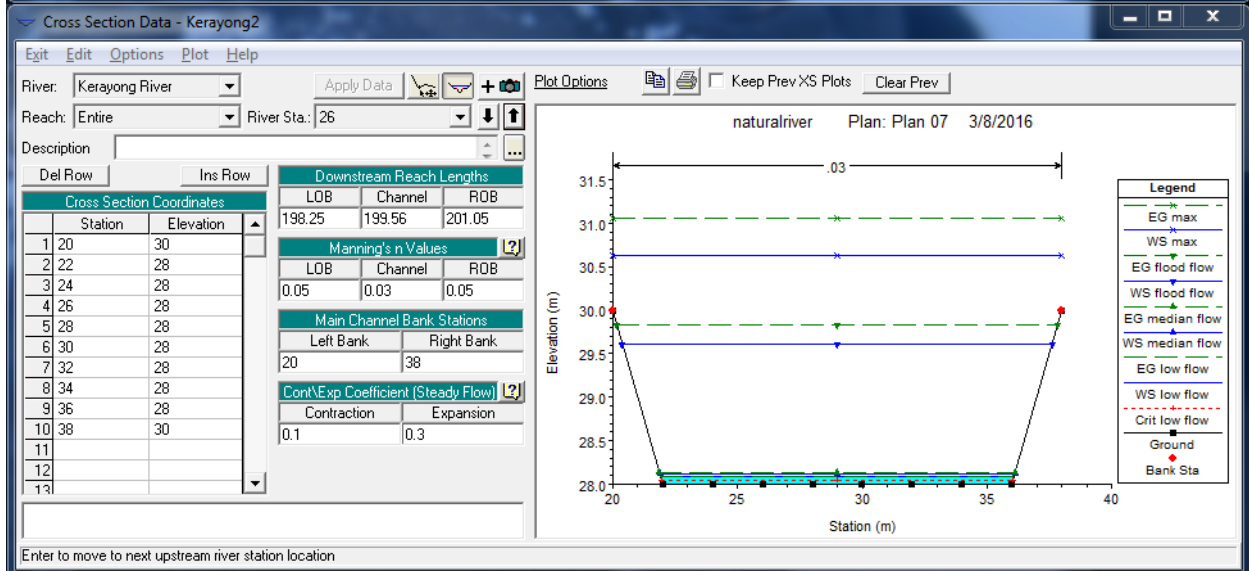 Cross Section Data - Kerayong2
Exit Edit Options Plot Help
River: Kerayong River Apply Data + Plot Options Keep Prev XS Plots Clear Prev
Reach: Entire River Sta.: 26
Description ...
Del Row Ins Row
Cross Section Coordinates
Station Elevation
1 20 30
2 22 28
3 24 28
4 26 28
5 28 28
6 30 28
7 32 28
8 34 28
9 36 28
10 38 30
11
12
13
Downstream Reach Lengths
LOB Channel ROB
198.25 199.56 201.05
Manning's n Values ?
LOB Channel ROB
0.05 0.03 0.05
Main Channel Bank Stations
Left Bank Right Bank
20 38
Cont\Exp Coefficient (Steady Flow) ?
Contraction Expansion
0.1 0.3
naturalriver Plan: Plan 07 3/8/2016
.03
31.5
31.0
30.5
30.0
29.5
29.0
28.5
28.0
Elevation (m)
20 25 30 35 40
Station (m)
Legend
EG max
WS max
EG flood flow
WS flood flow
EG median flow
WS median flow
EG low flow
WS low flow
Crit low flow
Ground
Bank Sta
Enter to move to next upstream river station location